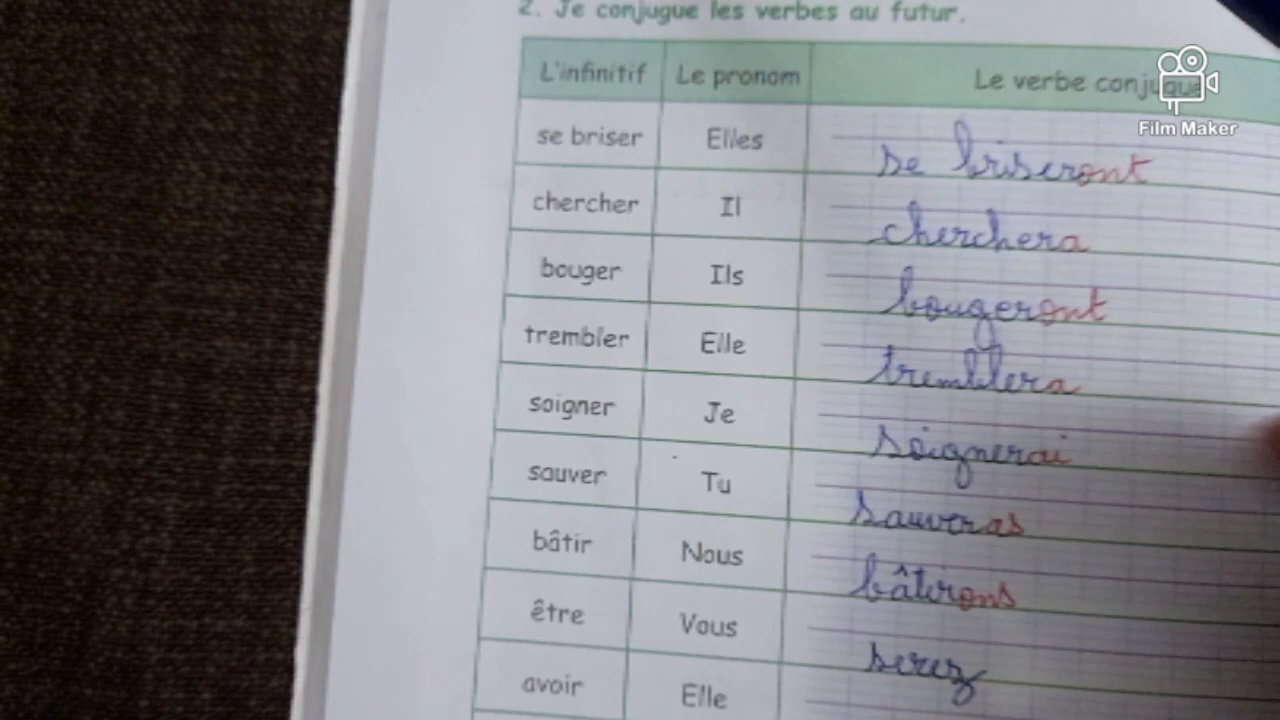 2. Je conjugue les verbes au futur.
L'infinitif Le pronom Le verbe conjugué
Film Maker
se briser Elles se briseront
chercher Il cherchera
bouger Ils bougeront
trembler Elle tremblera
soigner Je soignerai
sauver Tu sauveras
bâtir Nous bâtirons
être Vous serez
avoir Elle